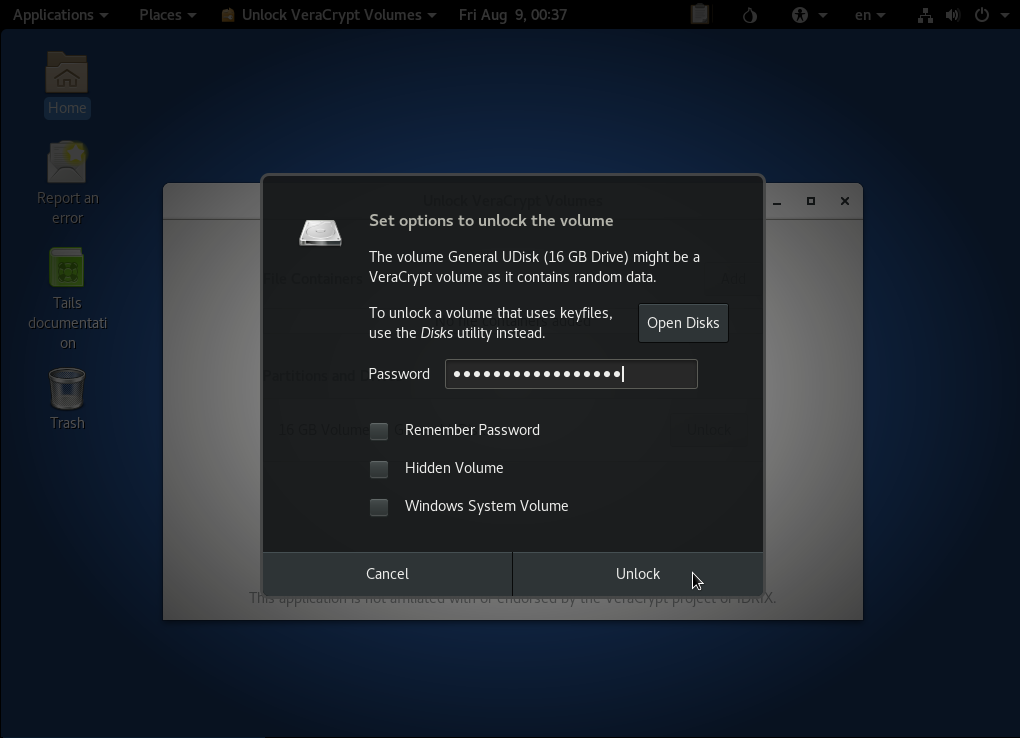 Applications Places Unlock VeraCrypt Volumes Fri Aug 9, 00:37 en
Home
Report an
error
Tails
documentati
on
Trash
Unlock VeraCrypt Volumes
Set options to unlock the volume
The volume General UDisk (16 GB Drive) might be a
VeraCrypt volume as it contains random data.
File Containers
Add
To unlock a volume that uses keyfiles,
use the Disks utility instead.
Open Disks
Password
Partitions and
16 GB Volume
Unlock
Remember Password
Hidden Volume
Windows System Volume
Cancel
Unlock
This application is not affiliated with or endorsed by the VeraCrypt project or IDRIX.